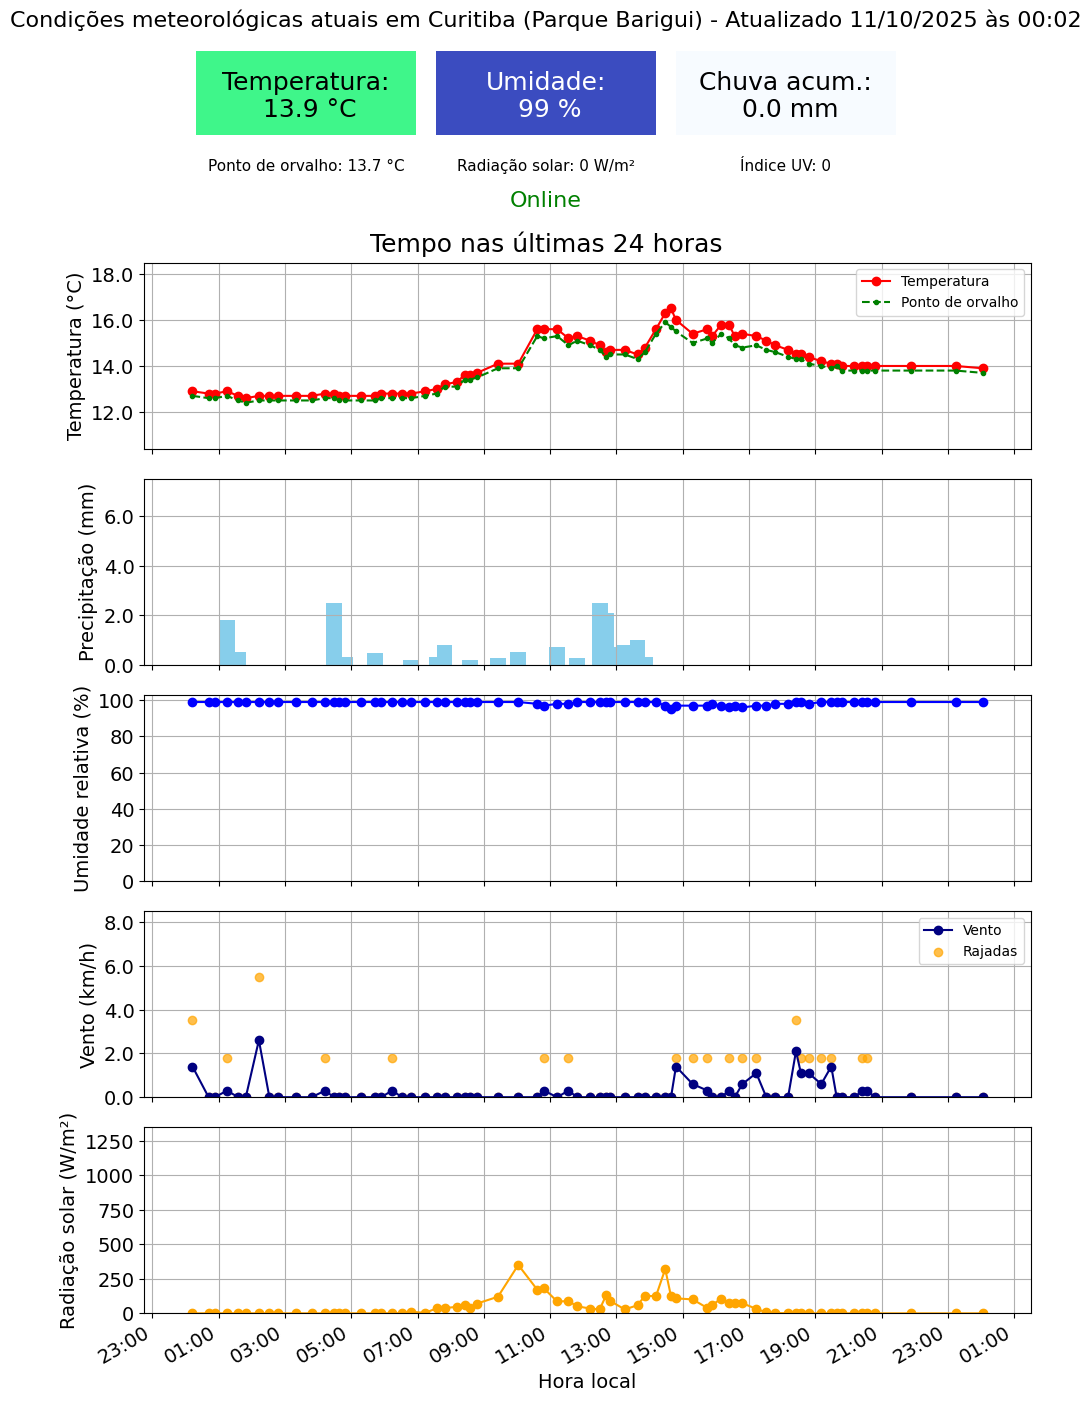 Condições meteorológicas atuais em Curitiba (Parque Barigui) - Atualizado 11/10/2025 às 00:02
Temperatura:
13.9 °C
Umidade:
99 %
Chuva acum.:
0.0 mm
Ponto de orvalho: 13.7 °C
Radiação solar: 0 W/m²
Índice UV: 0
Online
Tempo nas últimas 24 horas
Temperatura (°C)
18.0
16.0
14.0
12.0
Temperatura
Ponto de orvalho
Precipitação (mm)
6.0
4.0
2.0
0.0
Umidade relativa (%)
100
80
60
40
20
0
Vento (km/h)
8.0
6.0
4.0
2.0
0.0
Vento
Rajadas
Radiação solar (W/m²)
1250
1000
750
500
250
0
23:00
01:00
03:00
05:00
07:00
09:00
11:00
13:00
15:00
17:00
19:00
21:00
23:00
01:00
Hora local